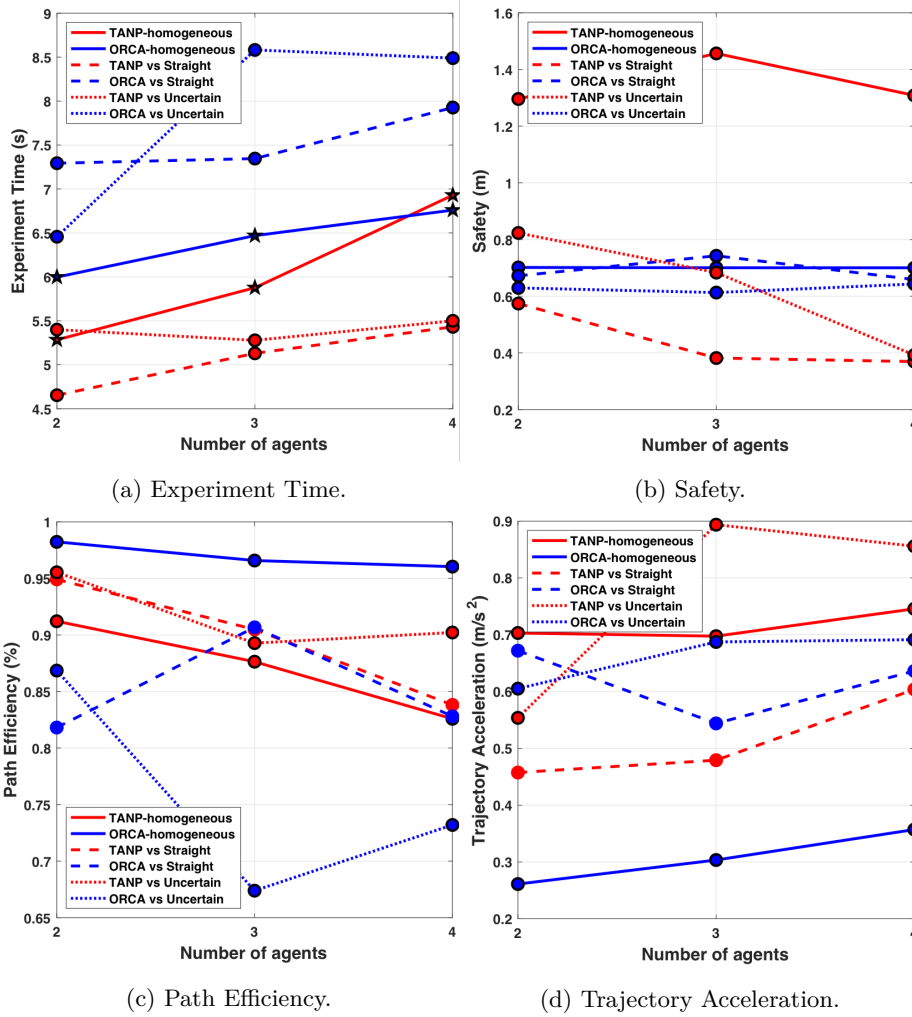 9
8.5
8
7.5
7
6.5
6
5.5
5
4.5
Experiment Time (s)
TANP-homogeneous
ORCA-homogeneous
TANP vs Straight
ORCA vs Straight
TANP vs Uncertain
ORCA vs Uncertain
2 3 4
Number of agents
(a) Experiment Time.
1.6
1.4
1.2
1
0.8
0.6
0.4
0.2
Safety (m)
TANP-homogeneous
ORCA-homogeneous
TANP vs Straight
ORCA vs Straight
TANP vs Uncertain
ORCA vs Uncertain
2 3 4
Number of agents
(b) Safety.
1
0.95
0.9
0.85
0.8
0.75
0.7
0.65
Path Efficiency (%)
TANP-homogeneous
ORCA-homogeneous
TANP vs Straight
ORCA vs Straight
TANP vs Uncertain
ORCA vs Uncertain
2 3 4
Number of agents
(c) Path Efficiency.
0.9
0.8
0.7
0.6
0.5
0.4
0.3
0.2
Trajectory Acceleration (m/s²)
TANP-homogeneous
ORCA-homogeneous
TANP vs Straight
ORCA vs Straight
TANP vs Uncertain
ORCA vs Uncertain
2 3 4
Number of agents
(d) Trajectory Acceleration.